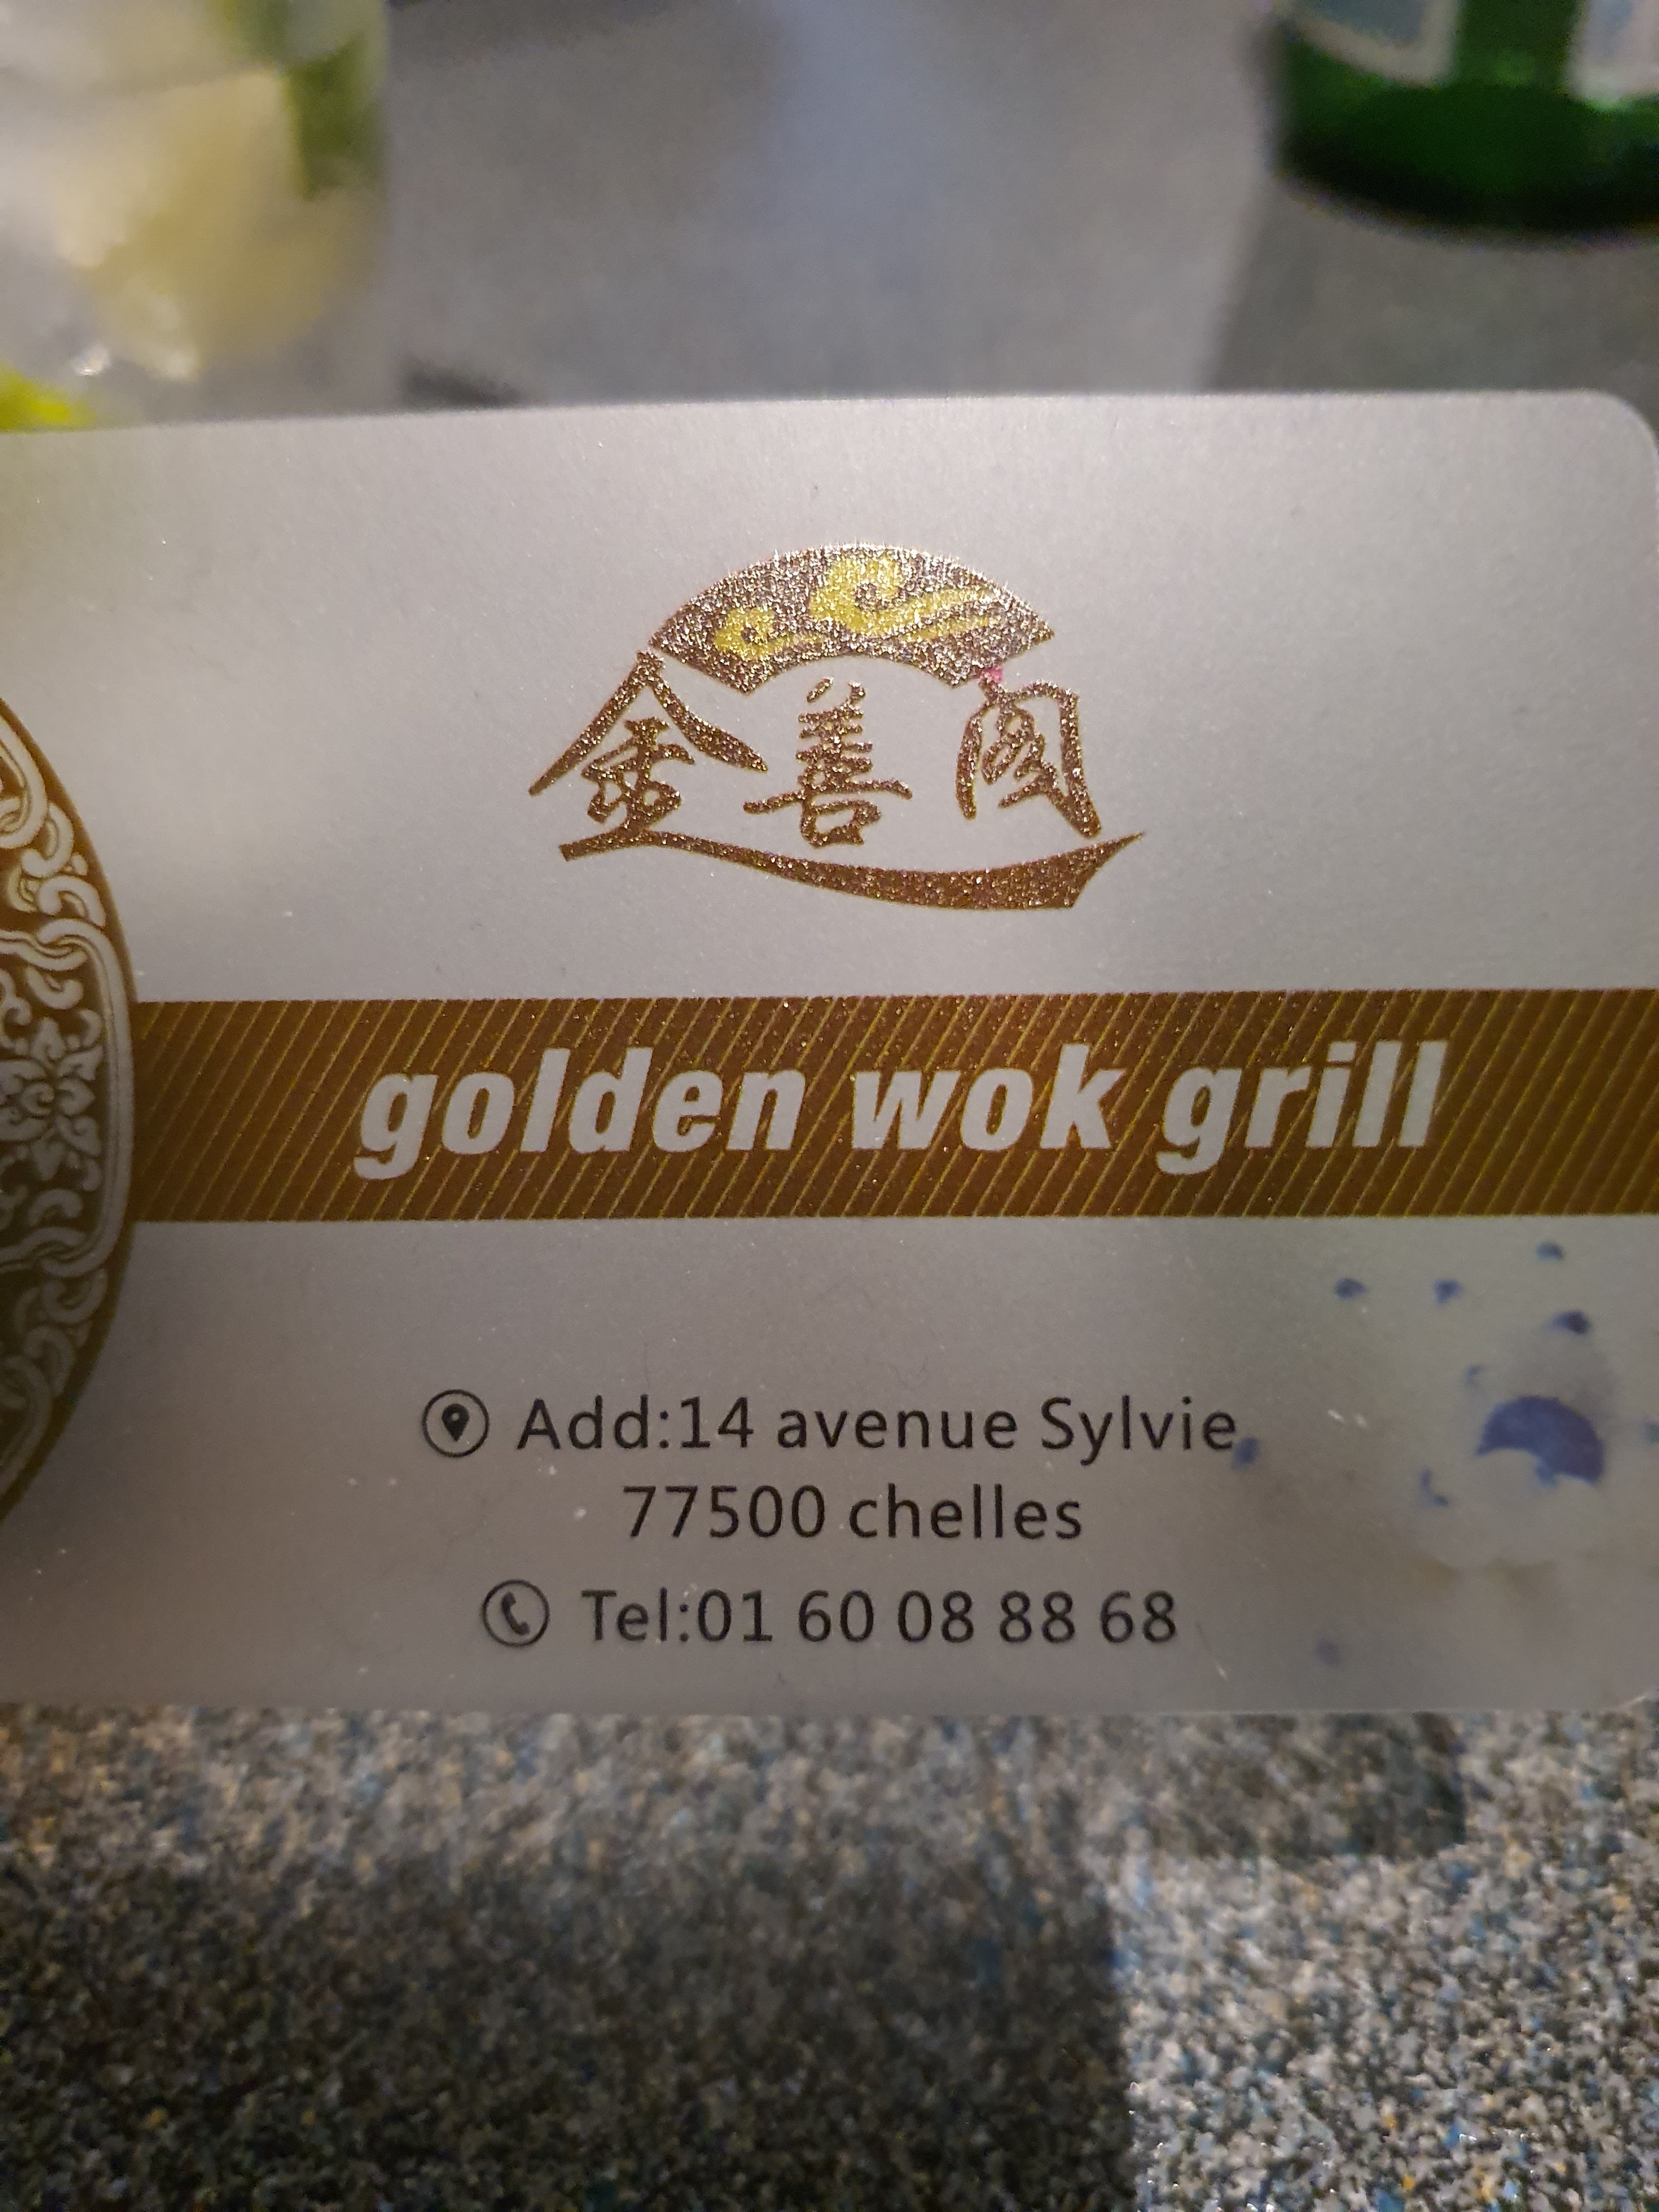 金善阁
golden wok grill
Add:14 avenue Sylvie,
77500 chelles
Tel:01 60 08 88 68